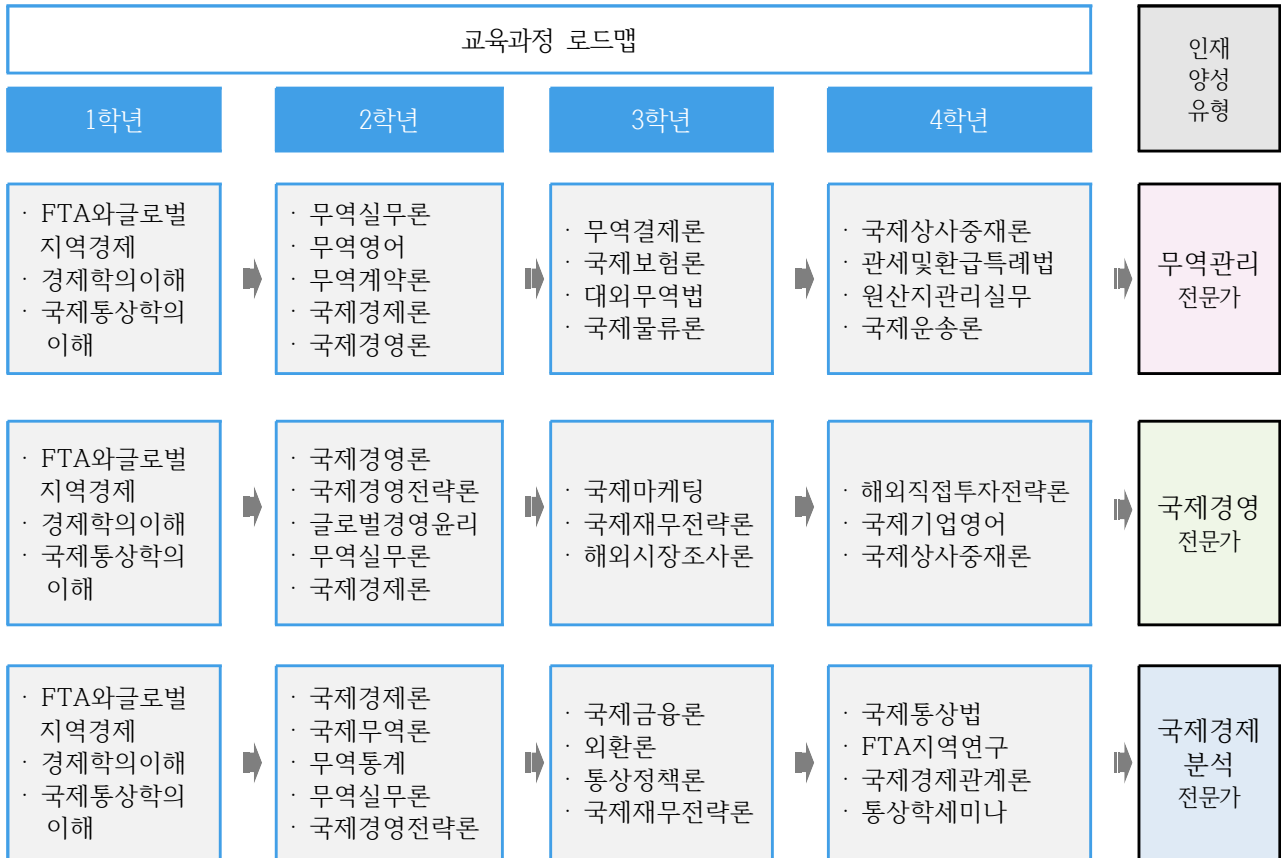 교육과정 로드맵
인재
양성
유형
1학년
2학년
3학년
4학년
· FTA와글로벌
지역경제
· 경제학의이해
· 국제통상학의
이해
· 무역실무론
· 무역영어
· 무역계약론
· 국제경제론
· 국제경영론
· 무역결제론
· 국제보험론
· 대외무역법
· 국제물류론
· 국제상사중재론
· 관세및환급특례법
· 원산지관리실무
· 국제운송론
무역관리
전문가
· FTA와글로벌
지역경제
· 경제학의이해
· 국제통상학의
이해
· 국제경영론
· 국제경영전략론
· 글로벌경영윤리
· 무역실무론
· 국제경제론
· 국제마케팅
· 국제재무전략론
· 해외시장조사론
· 해외직접투자전략론
· 국제기업영어
· 국제상사중재론
국제경영
전문가
· FTA와글로벌
지역경제
· 경제학의이해
· 국제통상학의
이해
· 국제경제론
· 국제무역론
· 무역통계
· 무역실무론
· 국제경영전략론
· 국제금융론
· 외환론
· 통상정책론
· 국제재무전략론
· 국제통상법
· FTA지역연구
· 국제경제관계론
· 통상학세미나
국제경제
분석
전문가